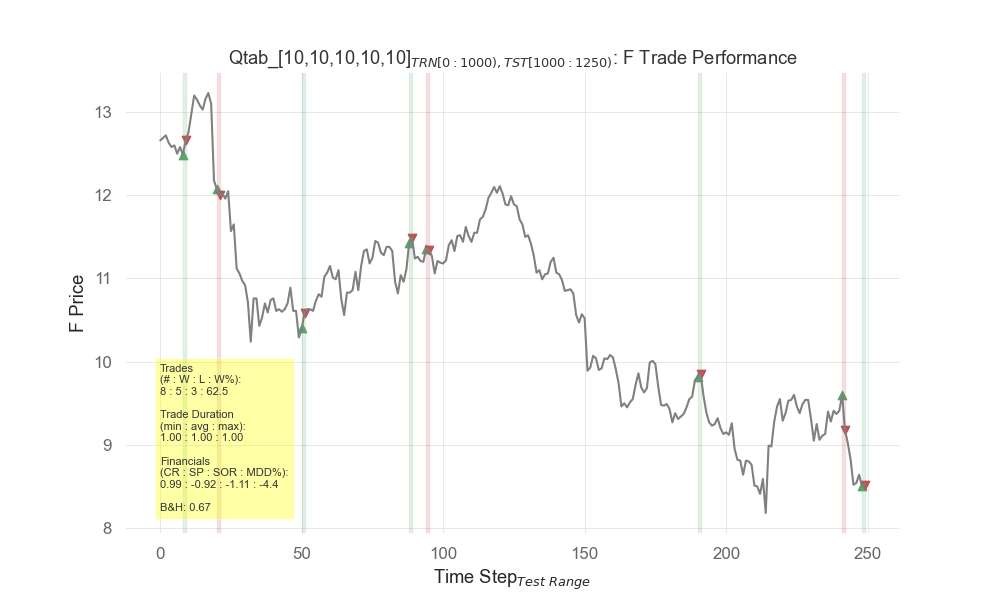 Qtab_[10,10,10,10,10]TRN[0 : 1000), TST[1000 : 1250): F Trade Performance
13
12
11
10
9
8
F Price
Trades
(# : W : L : W%):
8 : 5 : 3 : 62.5
Trade Duration
(min : avg : max):
1.00 : 1.00 : 1.00
Financials
(CR : SP : SOR : MDD%):
0.99 : -0.92 : -1.11 : -4.4
B&H: 0.67
0 50 100 150 200 250
Time StepTest Range